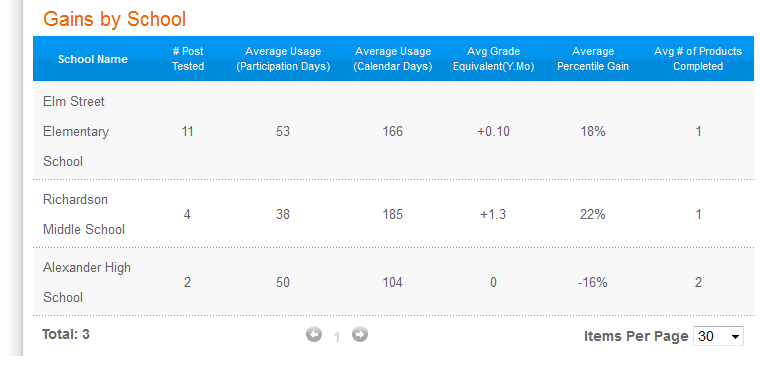 Gains by School
School Name
# Post
Tested
Average Usage
(Participation Days)
Average Usage
(Calendar Days)
Avg Grade
Equivalent(Y.Mo)
Average
Percentile Gain
Avg # of Products
Completed
Elm Street
Elementary
School
11 53 166 +0.10 18% 1
Richardson
Middle School
4 38 185 +1.3 22% 1
Alexander High
School
2 50 104 0 -16% 2
Total: 3 1 Items Per Page 30